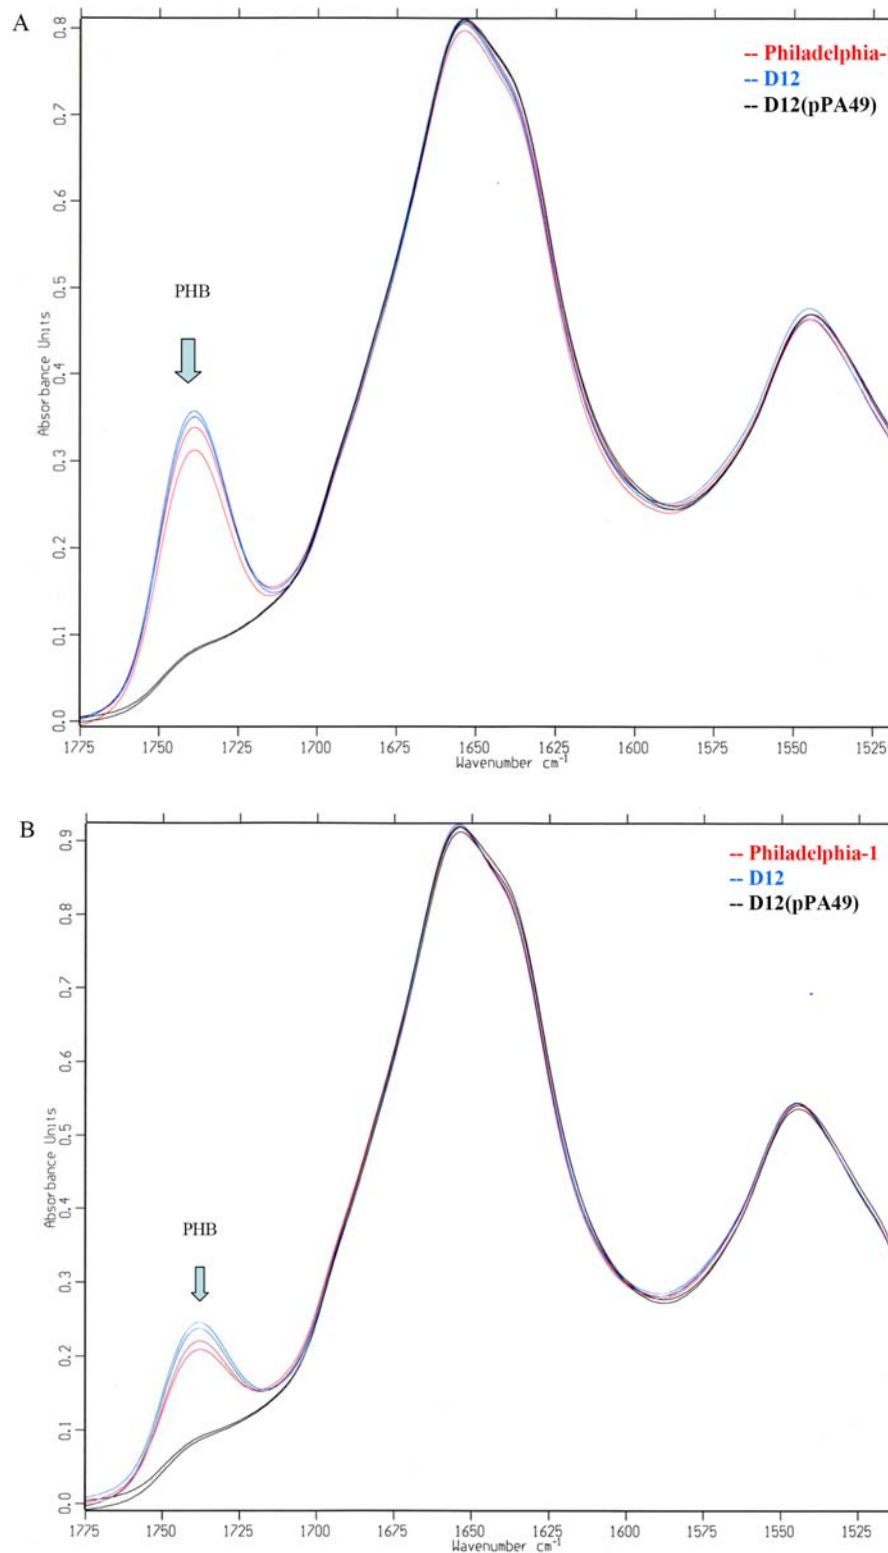 A
-- Philadelphia-
-- D12
-- D12(pPA49)
PHB
Absorbance Units
0.8
0.7
0.6
0.5
0.4
0.3
0.2
0.1
0.0
1775 1750 1725 1700 1675 1650 1625 1600 1575 1550 1525
Wavenumber cm-1
B
-- Philadelphia-1
-- D12
-- D12(pPA49)
PHB
Absorbance Units
0.9
0.8
0.7
0.6
0.5
0.4
0.3
0.2
0.1
0.0
1775 1750 1725 1700 1675 1650 1625 1600 1575 1550 1525
Wavenumber cm-1